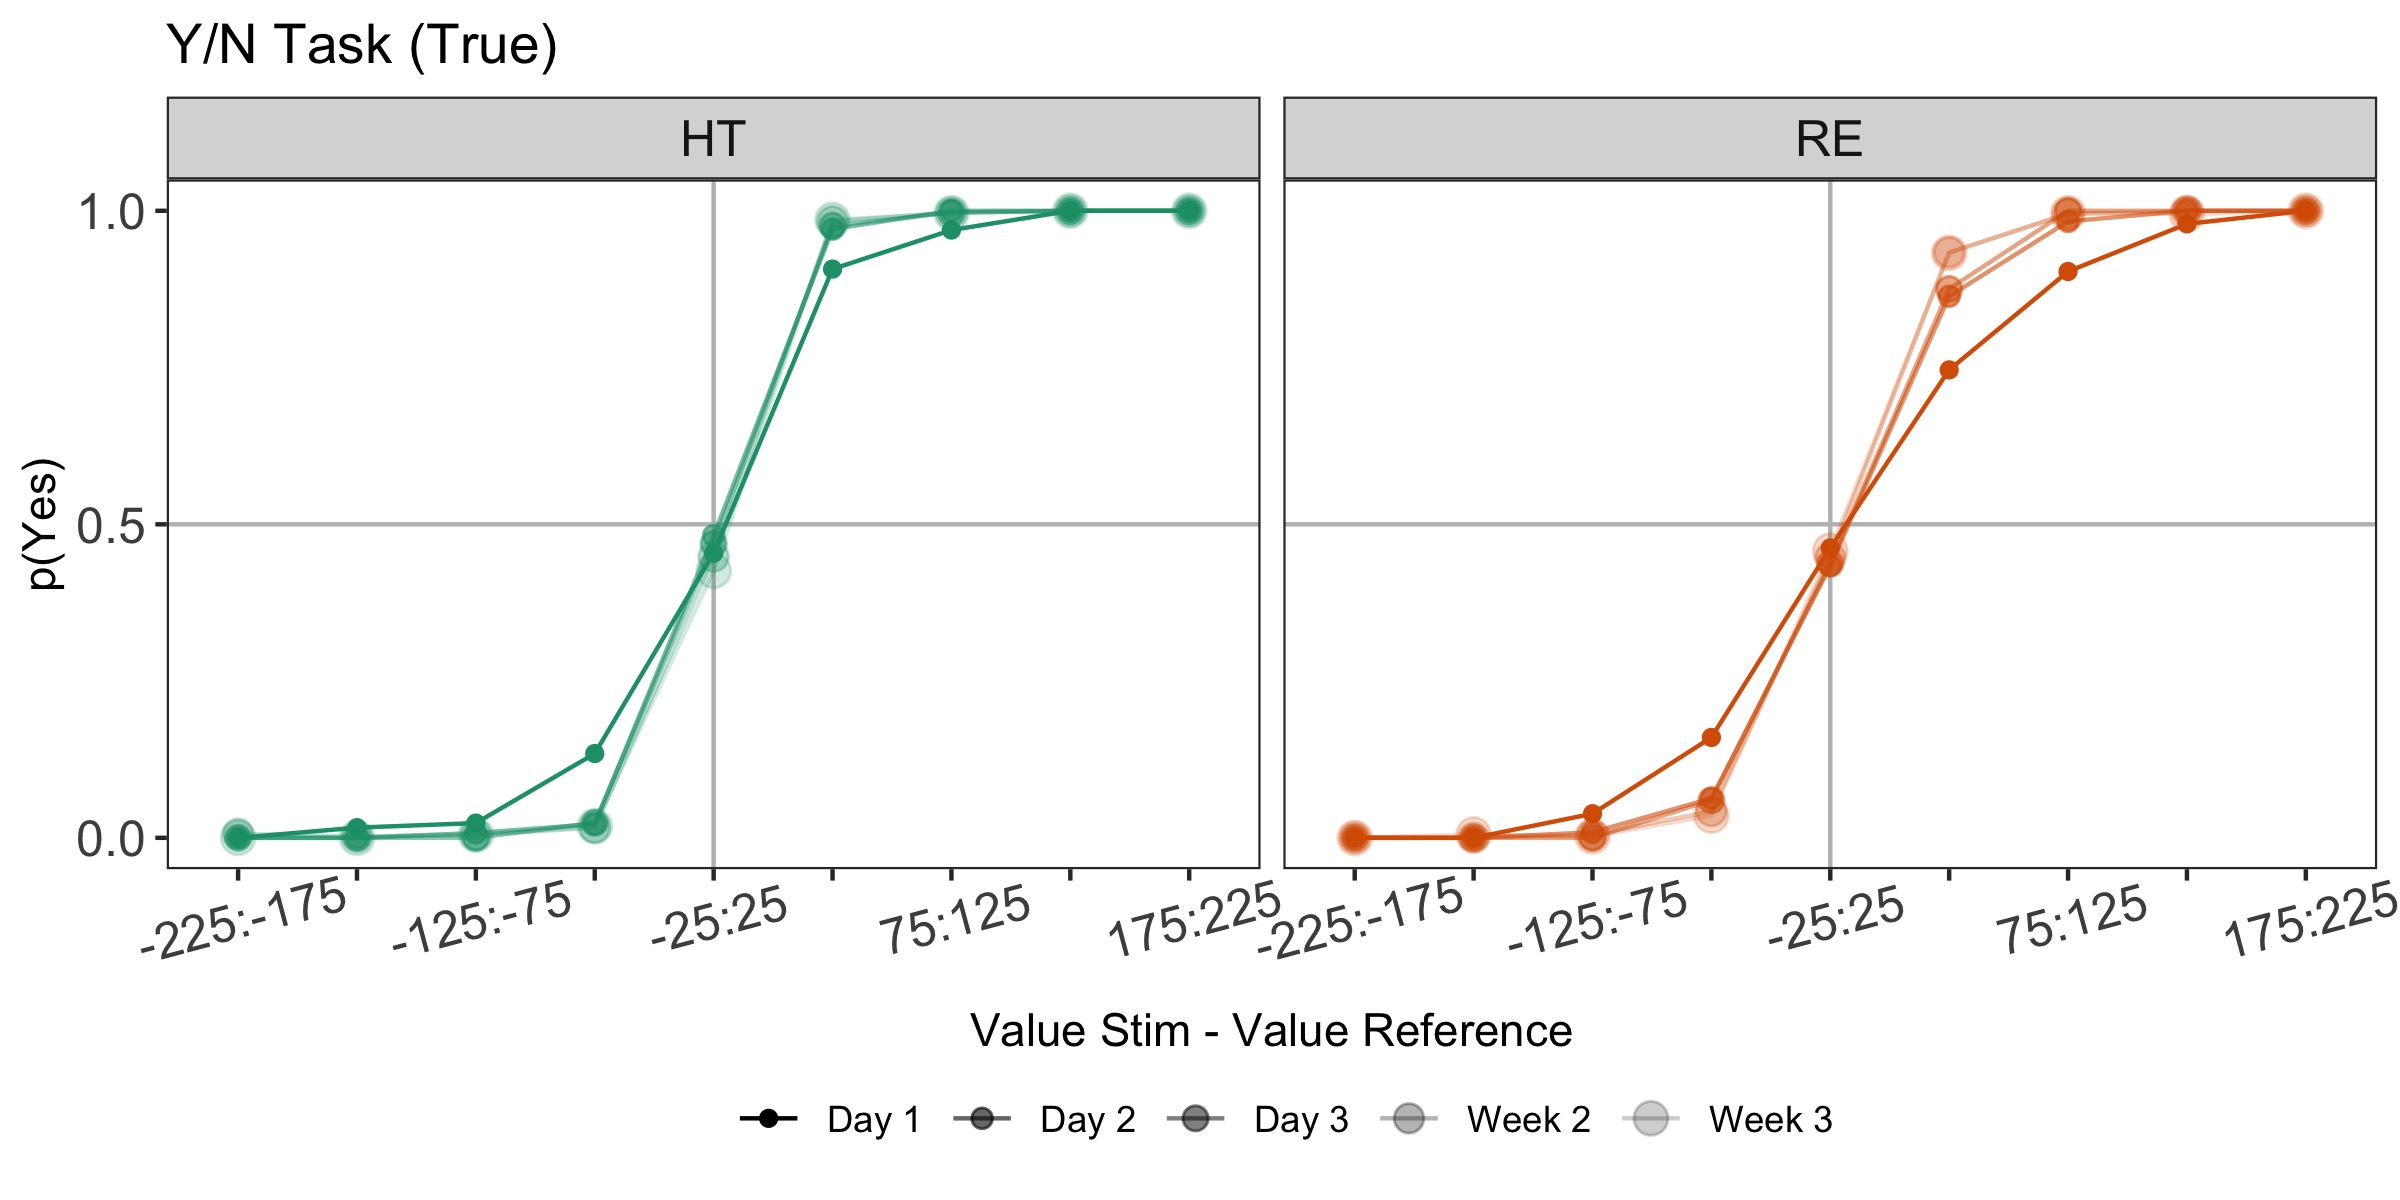 Y/N Task (True)
HT
RE
p(Yes)
1.0
0.5
0.0
-225:-175
-125:-75
-25:25
75:125
175:225
-225:-175
-125:-75
-25:25
75:125
175:225
Value Stim - Value Reference
Day 1
Day 2
Day 3
Week 2
Week 3